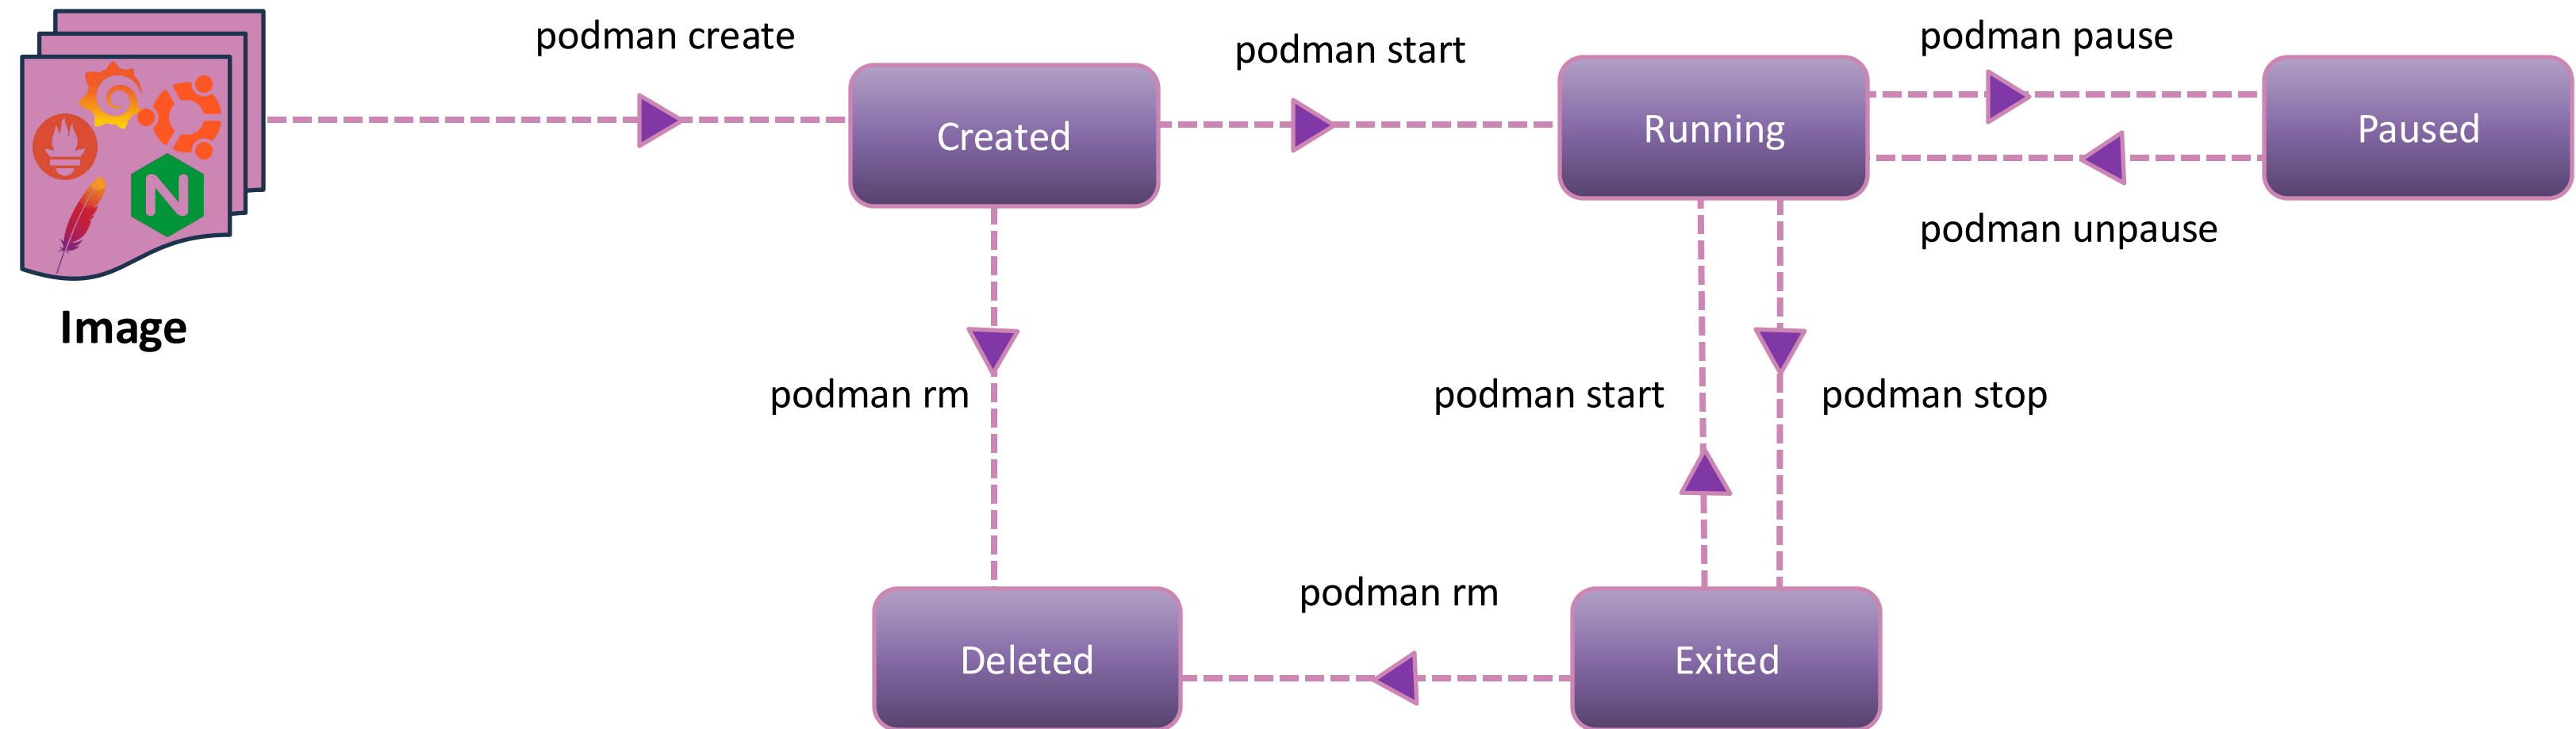 podman create
podman start
podman pause
Created
Running
Paused
podman unpause
Image
podman rm
podman start
podman stop
podman rm
Deleted
Exited